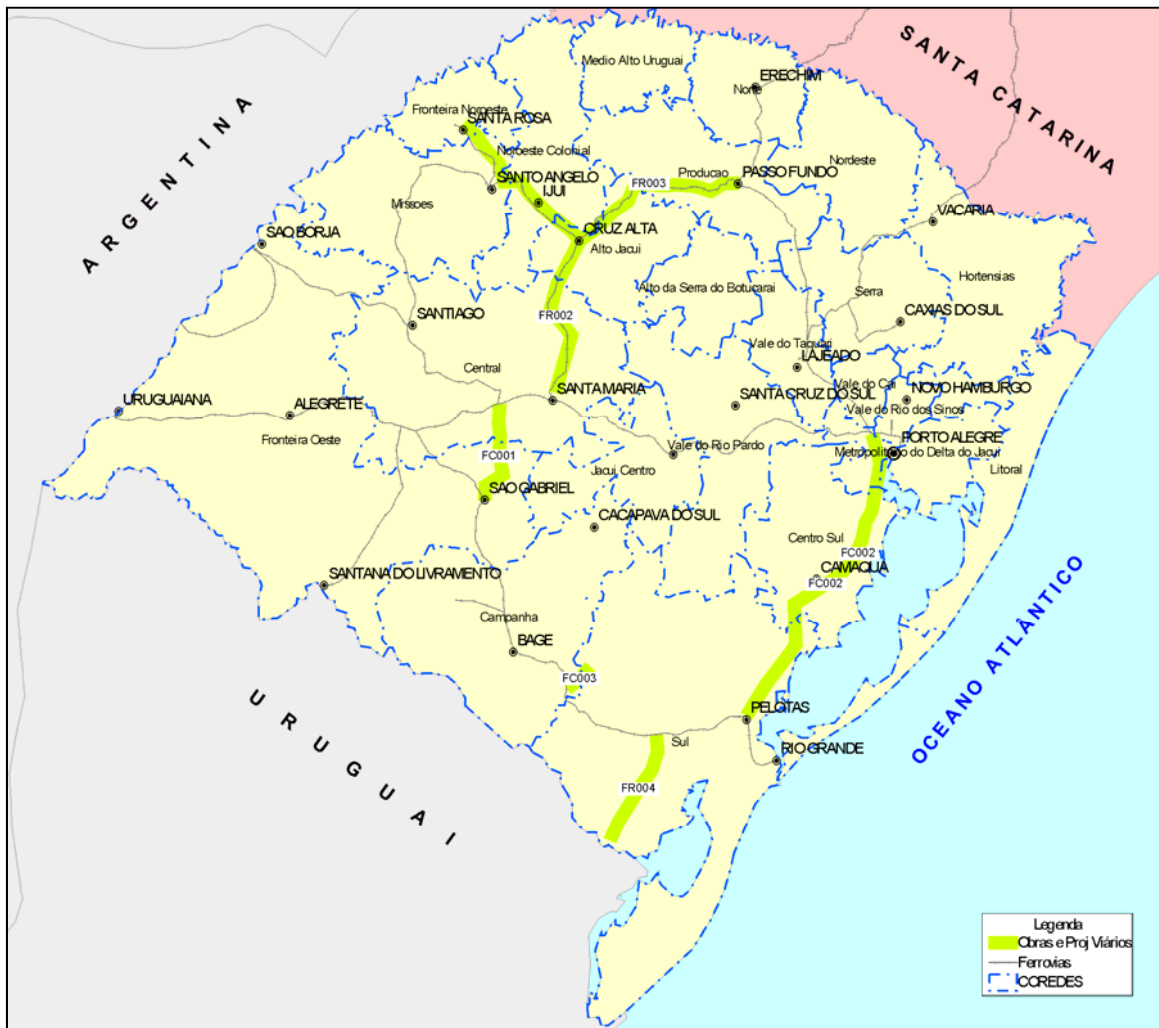 SANTA CATARINA
Medio Alto Uruguai
ERECHIM
Norte
Fronteira Noroeste
SANTA ROSA
ARGENTINA
Noroeste Colonial
Nordeste
Producao
PASSO FUNDO
FR003
SANTO ANGELO
IJUI
Missoes
VACARIA
CRUZ ALTA
Alto Jacui
SAO BORJA
Hortensias
Alto da Serra do Botucarai
Serra
FR002
SANTIAGO
CAXIAS DO SUL
Vale do Taquari
LAJEADO
Central
Vale do Cai
SANTA MARIA
SANTA CRUZ DO SUL
NOVO HAMBURGO
URUGUAIANA
ALEGRETE
Vale do Rio dos Sinos
Fronteira Oeste
Vale do Rio Pardo
PORTO ALEGRE
Metropolitano do Delta do Jacui
FC001
Jacui Centro
Litoral
SAO GABRIEL
CACAPAVA DO SUL
Centro Sul
FC002
CAMAQUA
FC002
SANTANA DO LIVRAMENTO
Campanha
BAGE
FC003
OCEANO ATLÂNTICO
URUGUAI
PELOTAS
Sul
RIO GRANDE
FR004
Legenda
Obras e Proj Viários
Ferrovias
COREDES